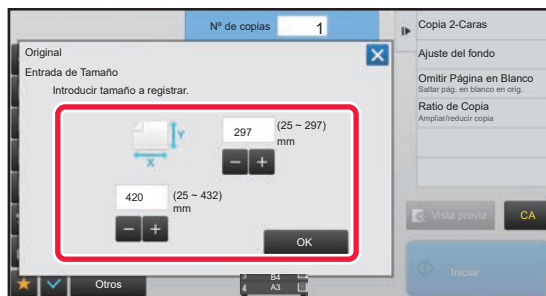 Nº de copias 1
Original
Entrada de Tamaño
Introducir tamaño a registrar.
Y
X
297 (25 ~ 297)
mm
420 (25 ~ 432)
mm
OK
Otros
B4
4 A3
Copia 2-Caras
Ajuste del fondo
Omitir Página en Blanco
Saltar pág. en blanco en orig.
Ratio de Copia
Ampliar/reducir copia
Vista previa
CA
Iniciar